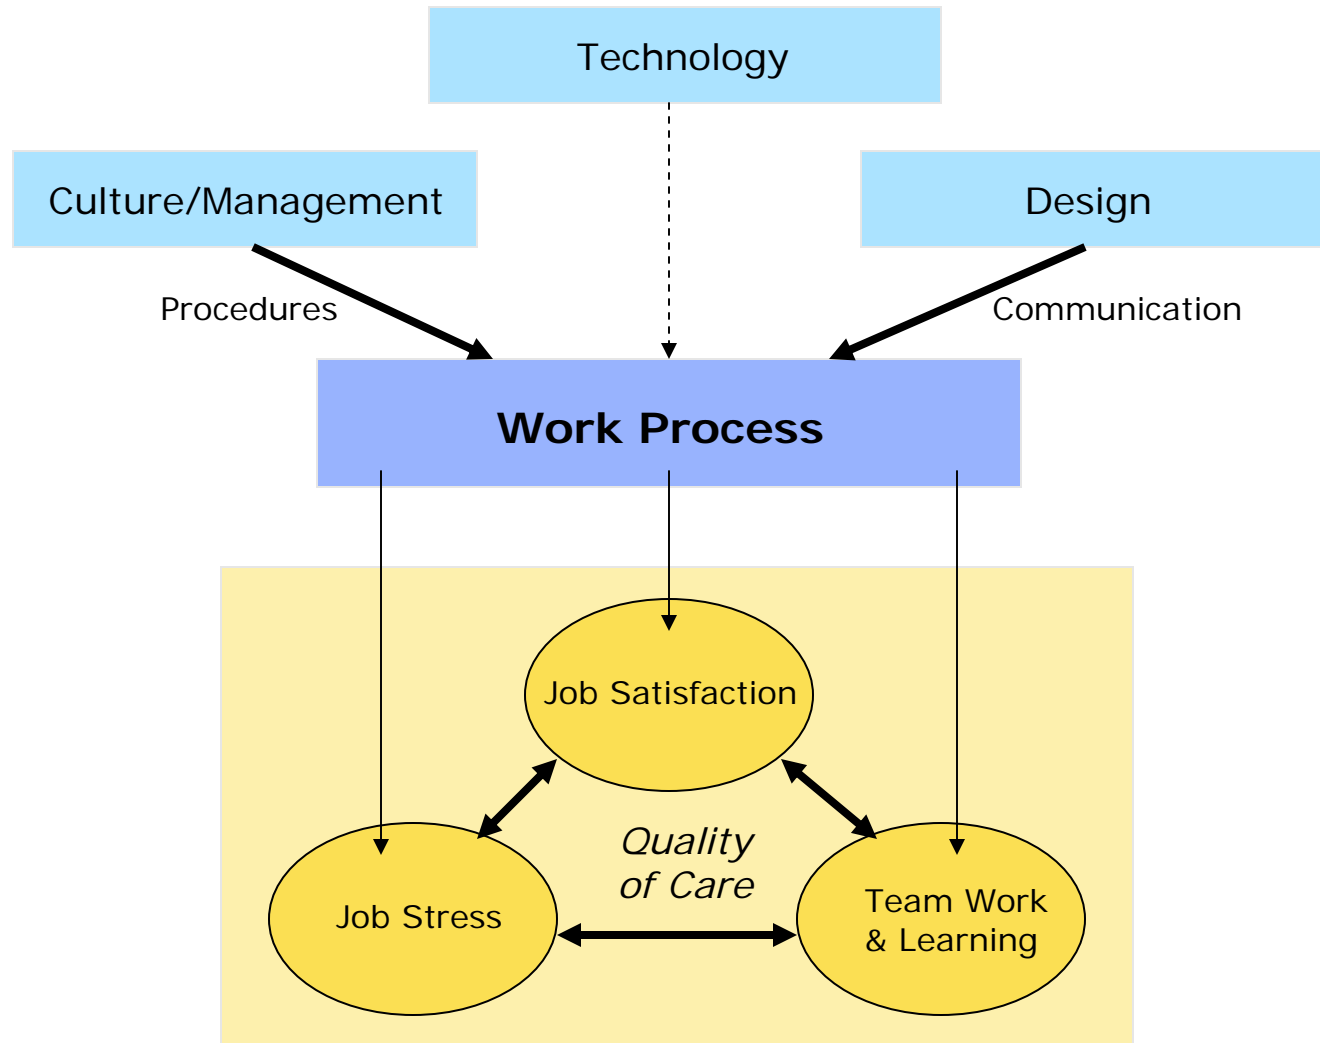 Technology
Culture/Management
Design
Procedures
Communication
Work Process
Job Satisfaction
Quality
of Care
Job Stress
Team Work
& Learning